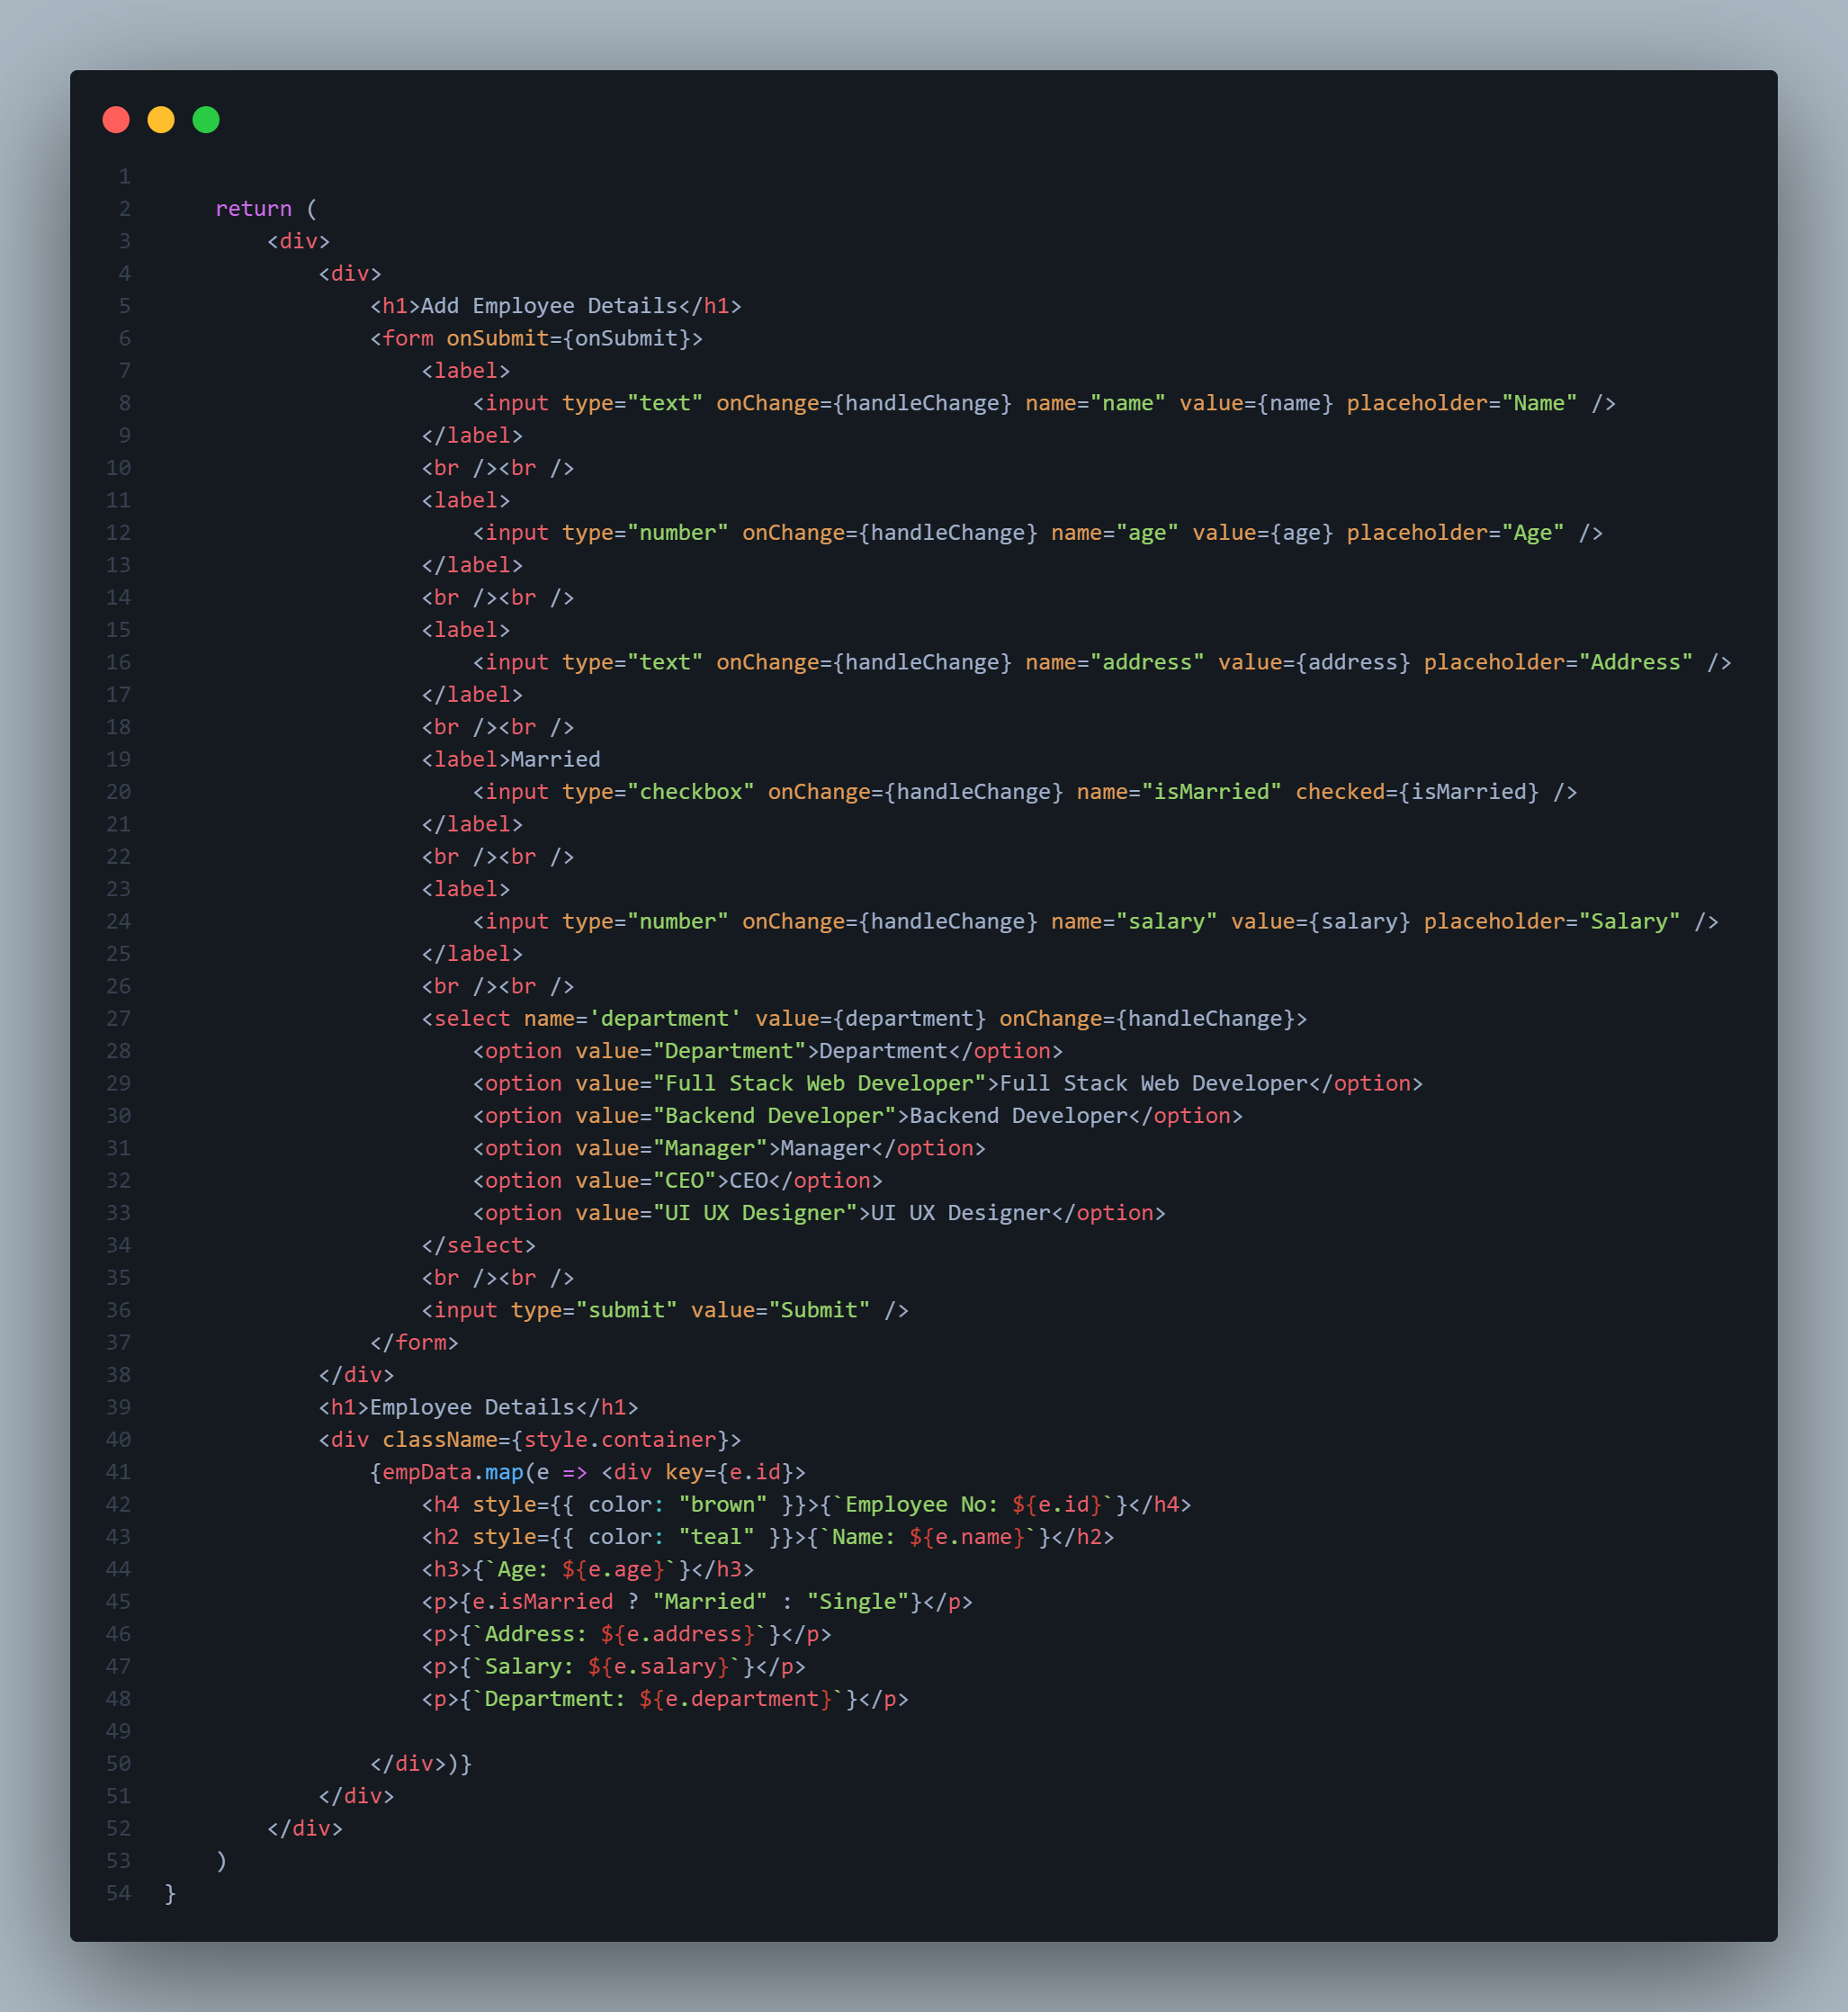 1
2     return (
3         <div>
4             <div>
5                 <h1>Add Employee Details</h1>
6                 <form onSubmit={onSubmit}>
7                     <label>
8                         <input type="text" onChange={handleChange} name="name" value={name} placeholder="Name" />
9                     </label>
10                     <br /><br />
11                     <label>
12                         <input type="number" onChange={handleChange} name="age" value={age} placeholder="Age" />
13                     </label>
14                     <br /><br />
15                     <label>
16                         <input type="text" onChange={handleChange} name="address" value={address} placeholder="Address" />
17                     </label>
18                     <br /><br />
19                     <label>Married
20                         <input type="checkbox" onChange={handleChange} name="isMarried" checked={isMarried} />
21                     </label>
22                     <br /><br />
23                     <label>
24                         <input type="number" onChange={handleChange} name="salary" value={salary} placeholder="Salary" />
25                     </label>
26                     <br /><br />
27                     <select name='department' value={department} onChange={handleChange}>
28                         <option value="Department">Department</option>
29                         <option value="Full Stack Web Developer">Full Stack Web Developer</option>
30                         <option value="Backend Developer">Backend Developer</option>
31                         <option value="Manager">Manager</option>
32                         <option value="CEO">CEO</option>
33                         <option value="UI UX Designer">UI UX Designer</option>
34                     </select>
35                     <br /><br />
36                     <input type="submit" value="Submit" />
37                 </form>
38             </div>
39             <h1>Employee Details</h1>
40             <div className={style.container}>
41                 {empData.map(e => <div key={e.id}>
42                     <h4 style={{ color: "brown" }}>{`Employee No: ${e.id}`}</h4>
43                     <h2 style={{ color: "teal" }}>{`Name: ${e.name}`}</h2>
44                     <h3>{`Age: ${e.age}`}</h3>
45                     <p>{e.isMarried ? "Married" : "Single"}</p>
46                     <p>{`Address: ${e.address}`}</p>
47                     <p>{`Salary: ${e.salary}`}</p>
48                     <p>{`Department: ${e.department}`}</p>
49
50                 </div>)}
51             </div>
52         </div>
53     )
54 }